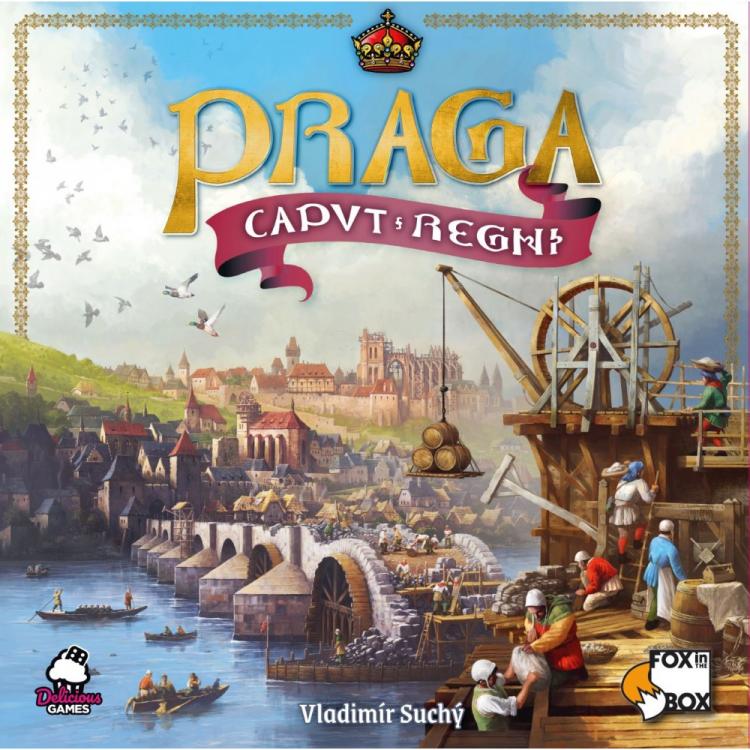 PRAGA
CAPVT REGNI
Delicious
GAMES
Vladimír Suchý
FOX in THE
BOX